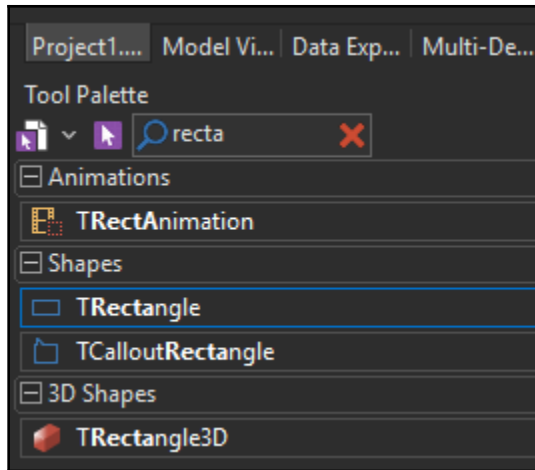 Project1.... Model Vi... Data Exp... Multi-De...
Tool Palette
recta
Animations
TRectAnimation
Shapes
TRectangle
TCalloutRectangle
3D Shapes
TRectangle3D